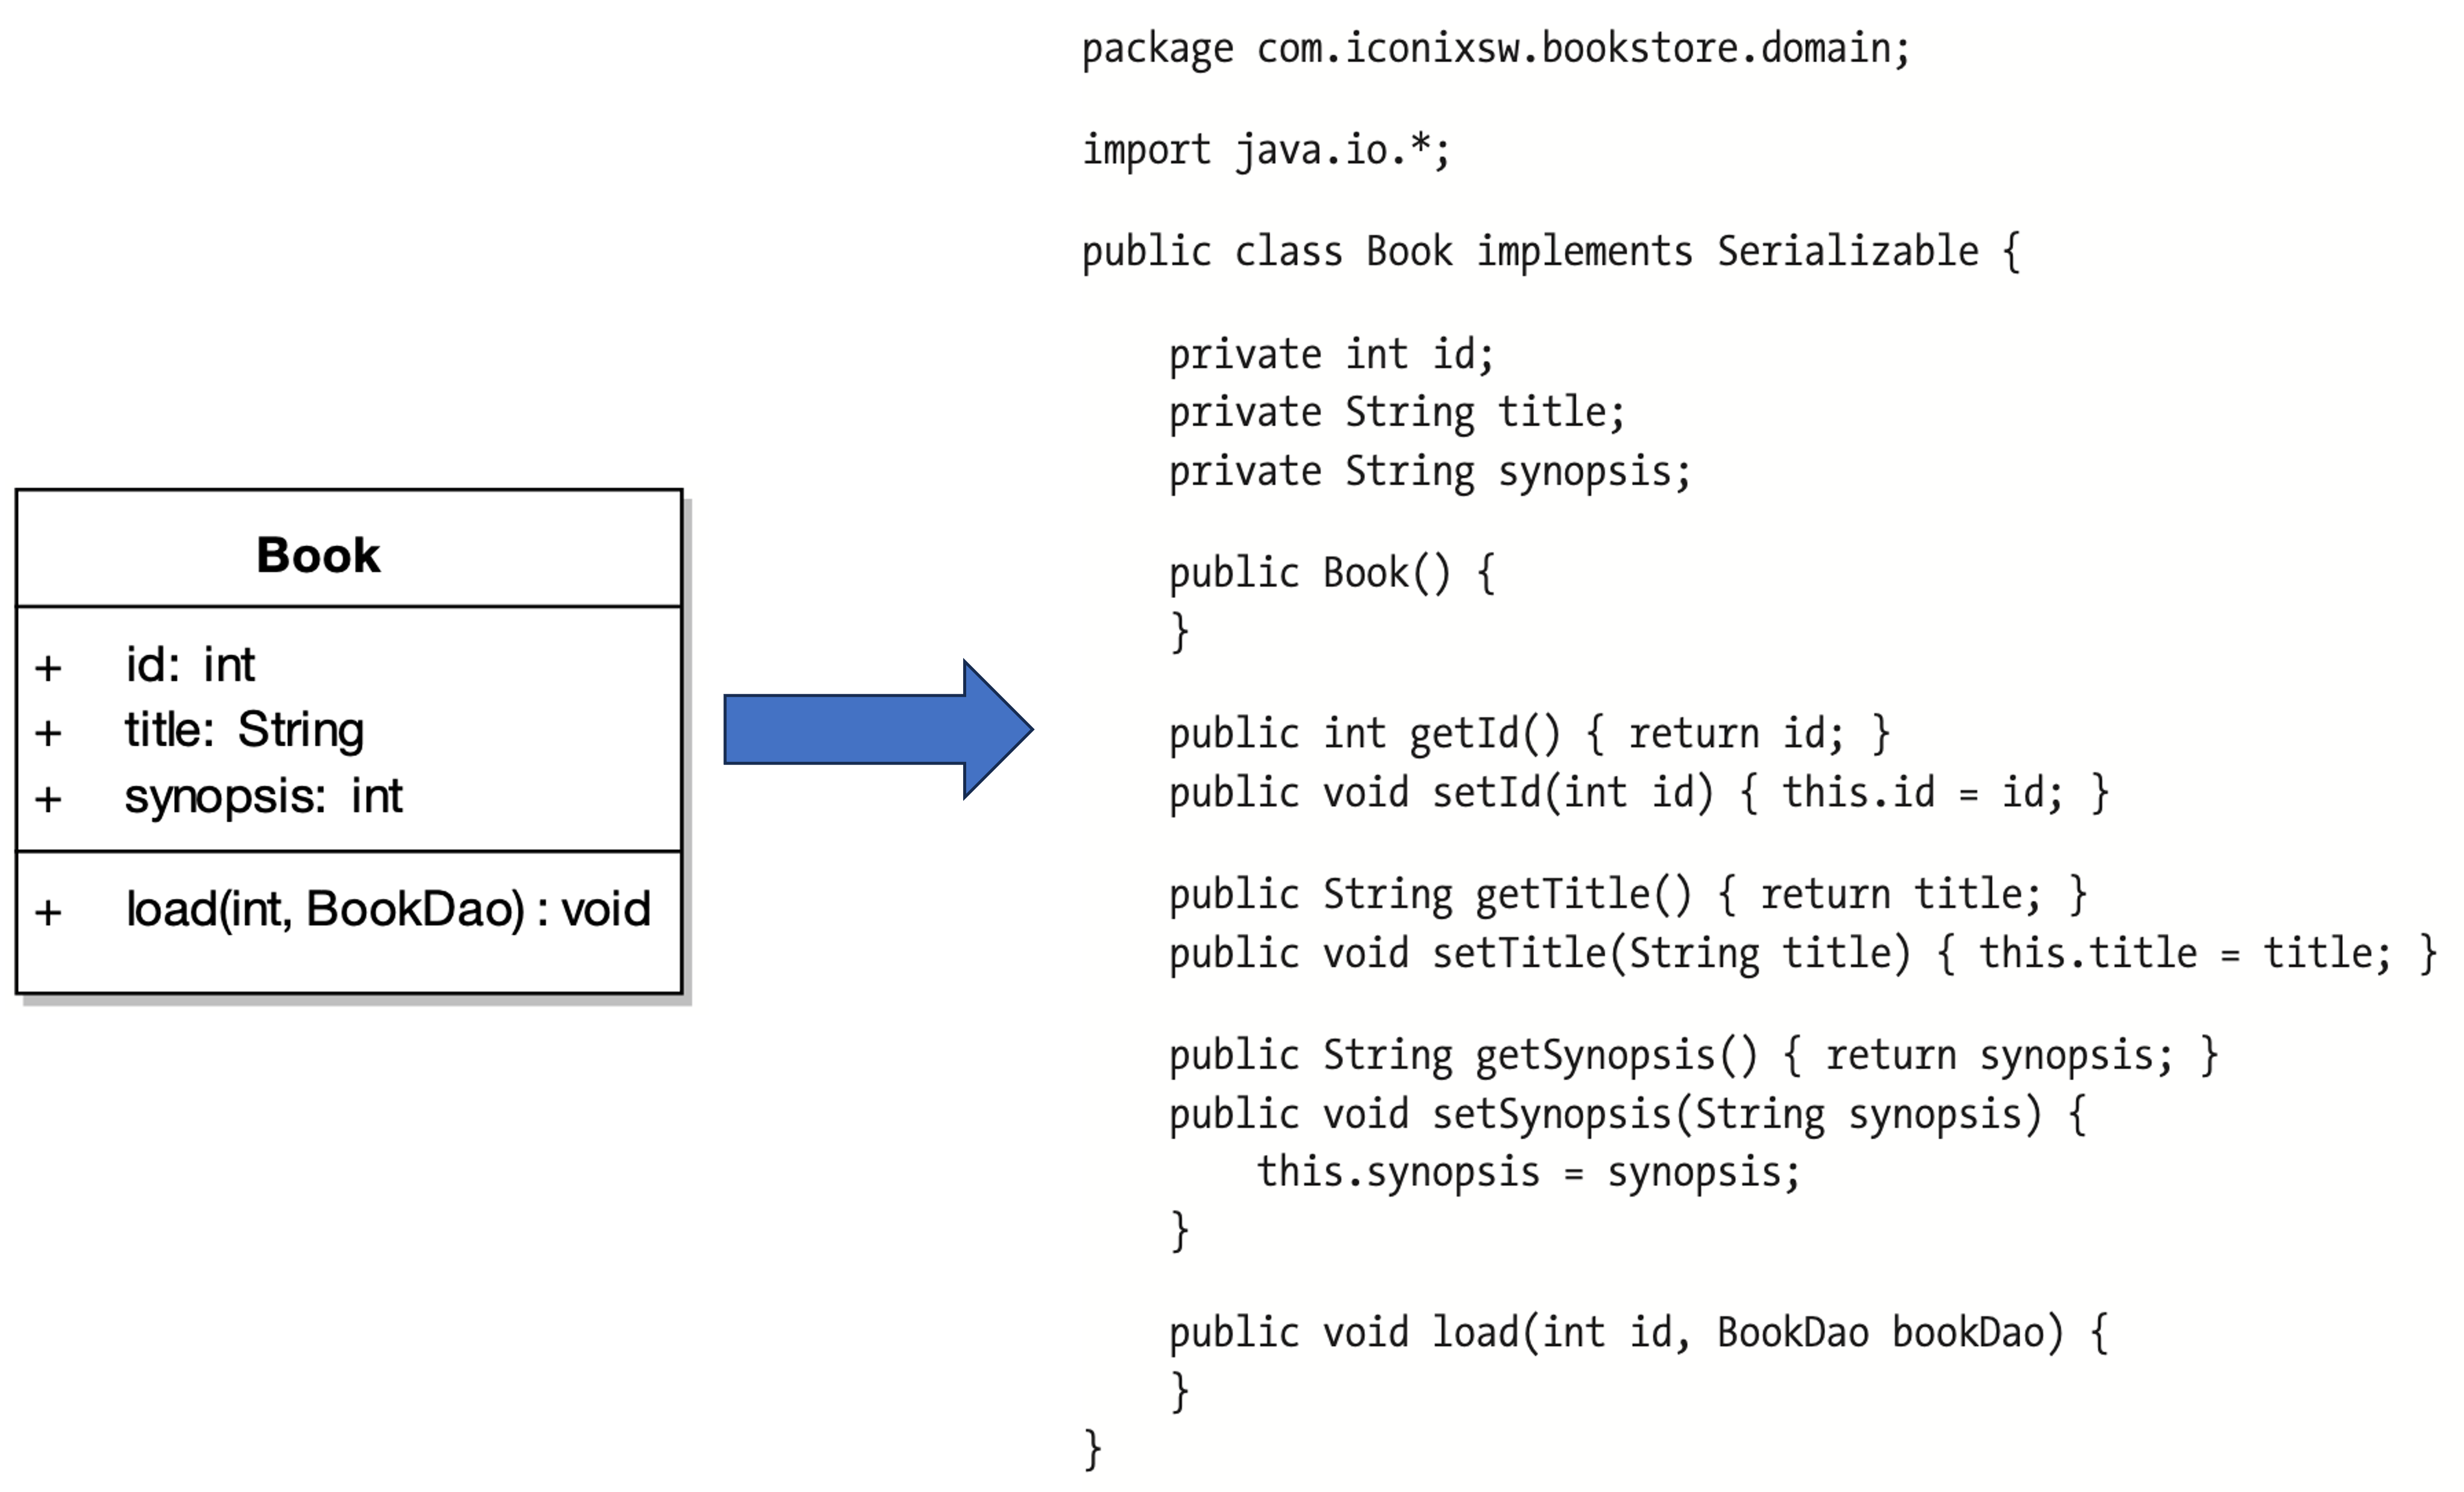 Book
+ id: int
+ title: String
+ synopsis: int
+ load(int, BookDao) : void
package com.iconixsw.bookstore.domain;
import java.io.*;
public class Book implements Serializable {
private int id;
private String title;
private String synopsis;
public Book() {
}
public int getId() { return id; }
public void setId(int id) { this.id = id; }
public String getTitle() { return title; }
public void setTitle(String title) { this.title = title; }
public String getSynopsis() { return synopsis; }
public void setSynopsis(String synopsis) {
this.synopsis = synopsis;
}
public void load(int id, BookDao bookDao) {
}
}